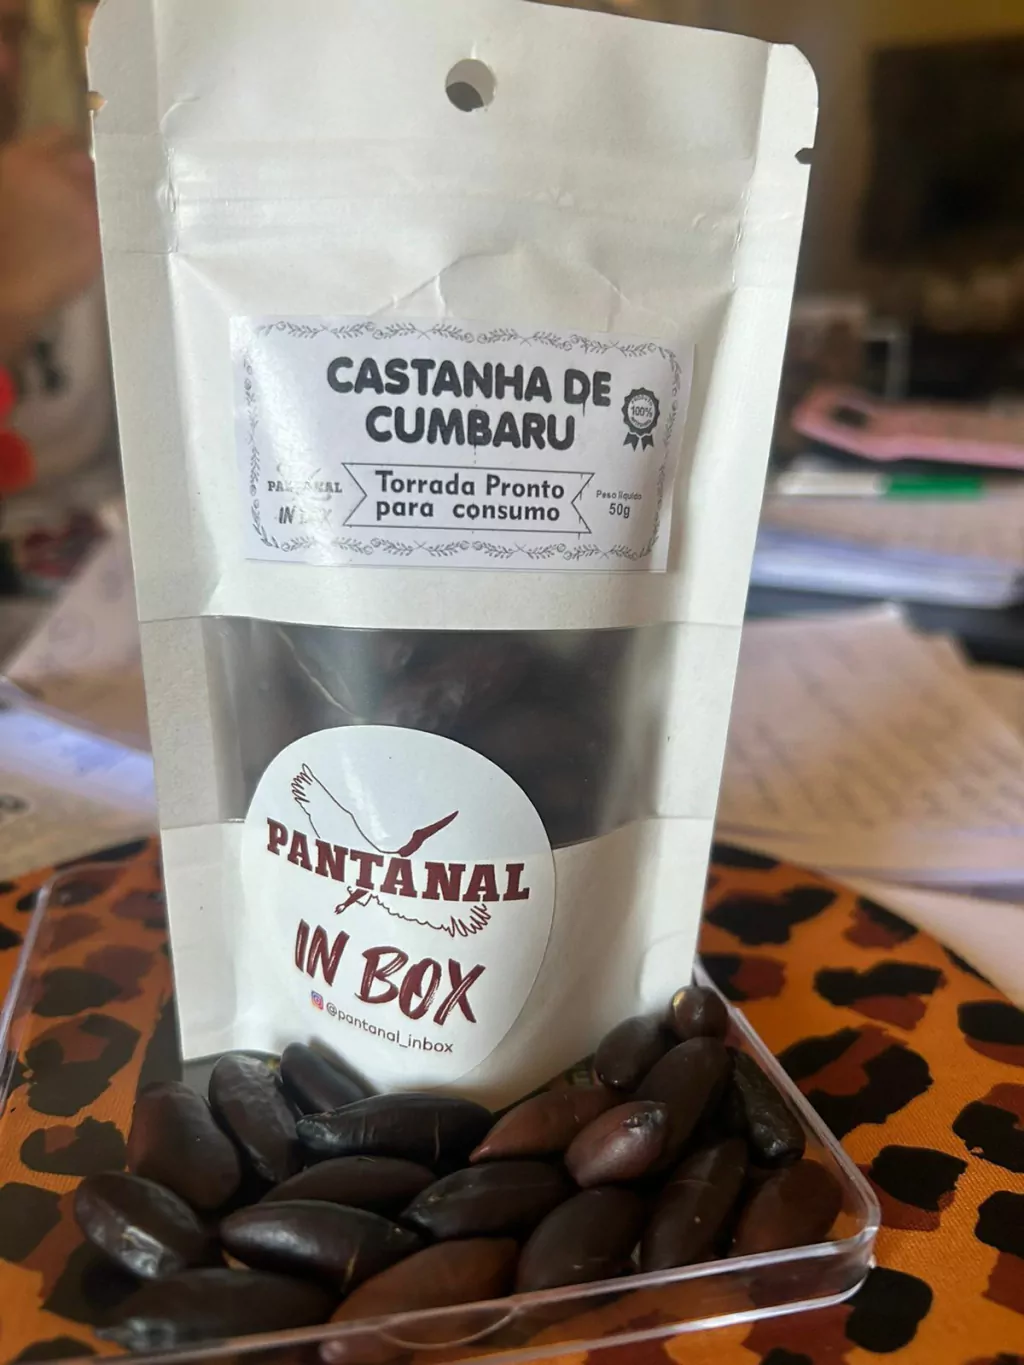 CASTANHA DE
CUMBARU
100%
PANTANAL
IN BOX
Torrada Pronto
para consumo
Peso líquido
50g
PANTANAL
IN BOX
@pantanal_inbox